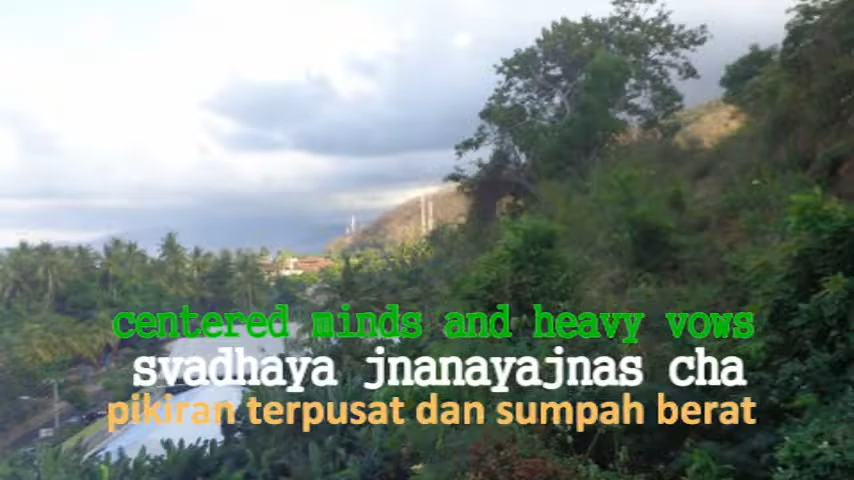 centered minds and heavy vows
svadhaya jnanayajnas cha
pikiran terpusat dan sumpah berat